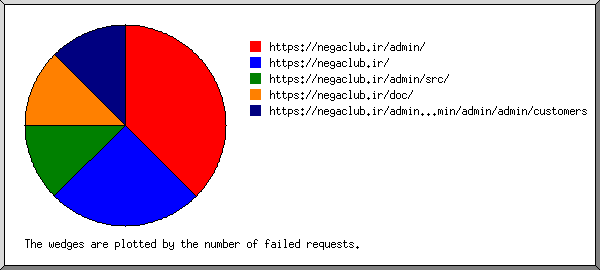 https://negaclub.ir/admin/
https://negaclub.ir/
https://negaclub.ir/admin/src/
https://negaclub.ir/doc/
https://negaclub.ir/admin...min/admin/admin/customers
The wedges are plotted by the number of failed requests.